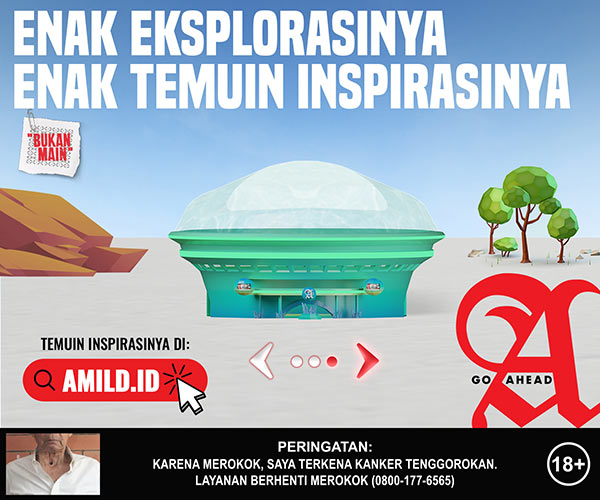 ENAK EKSPLORASINYA
ENAK TEMUIN INSPIRASINYA
"BUKAN
MAIN"
TEMUIN INSPIRASINYA DI:
AMILD.ID
A
GO AHEAD
PERINGATAN:
KARENA MEROKOK, SAYA TERKENA KANKER TENGGOROKAN.
LAYANAN BERHENTI MEROKOK (0800-177-6565)
18+